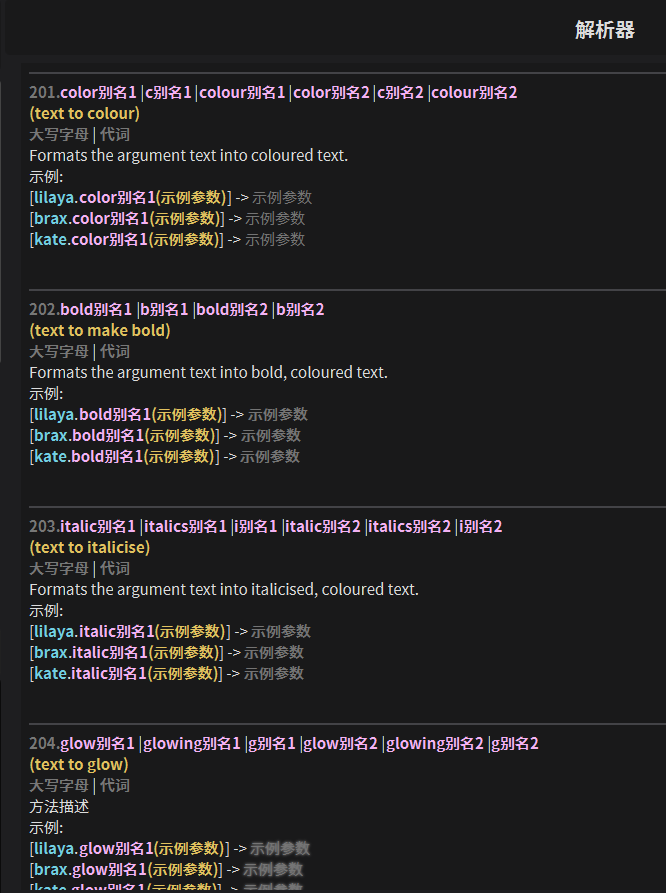 解析器
201.color别名1 |c别名1 |colour别名1 |color别名2 |c别名2 |colour别名2
(text to colour)
大写字母 | 代词
Formats the argument text into coloured text.
示例:
[lilaya.color别名1(示例参数)] -> 示例参数
[brax.color别名1(示例参数)] -> 示例参数
[kate.color别名1(示例参数)] -> 示例参数
202.bold别名1 |b别名1 |bold别名2 |b别名2
(text to make bold)
大写字母 | 代词
Formats the argument text into bold, coloured text.
示例:
[lilaya.bold别名1(示例参数)] -> 示例参数
[brax.bold别名1(示例参数)] -> 示例参数
[kate.bold别名1(示例参数)] -> 示例参数
203.italic别名1 |italics别名1 |i别名1 |italic别名2 |italics别名2 |i别名2
(text to italicise)
大写字母 | 代词
Formats the argument text into italicised, coloured text.
示例:
[lilaya.italic别名1(示例参数)] -> 示例参数
[brax.italic别名1(示例参数)] -> 示例参数
[kate.italic别名1(示例参数)] -> 示例参数
204.glow别名1 |glowing别名1 |g别名1 |glow别名2 |glowing别名2 |g别名2
(text to glow)
大写字母 | 代词
方法描述
示例:
[lilaya.glow别名1(示例参数)] -> 示例参数
[brax.glow别名1(示例参数)] -> 示例参数
[kate.glow别名1(示例参数)] -> 示例参数